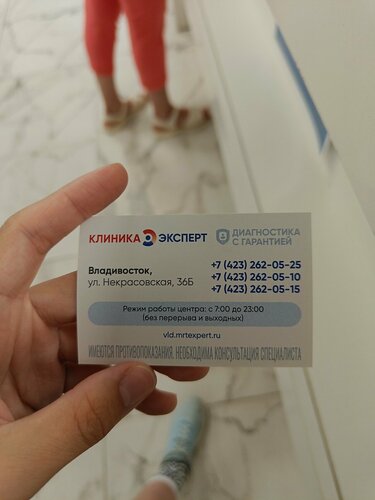 КЛИНИКА ЭКСПЕРТ
ДИАГНОСТИКА
С ГАРАНТИЕЙ
Владивосток,
ул. Некрасовская, 36Б
+7 (423) 262-05-25
+7 (423) 262-05-10
+7 (423) 262-05-15
Режим работы центра: с 7:00 до 23:00
(без перерыва и выходных)
vld.mrtexpert.ru
ИМЕЮТСЯ ПРОТИВОПОКАЗАНИЯ. НЕОБХОДИМА КОНСУЛЬТАЦИЯ СПЕЦИАЛИСТА